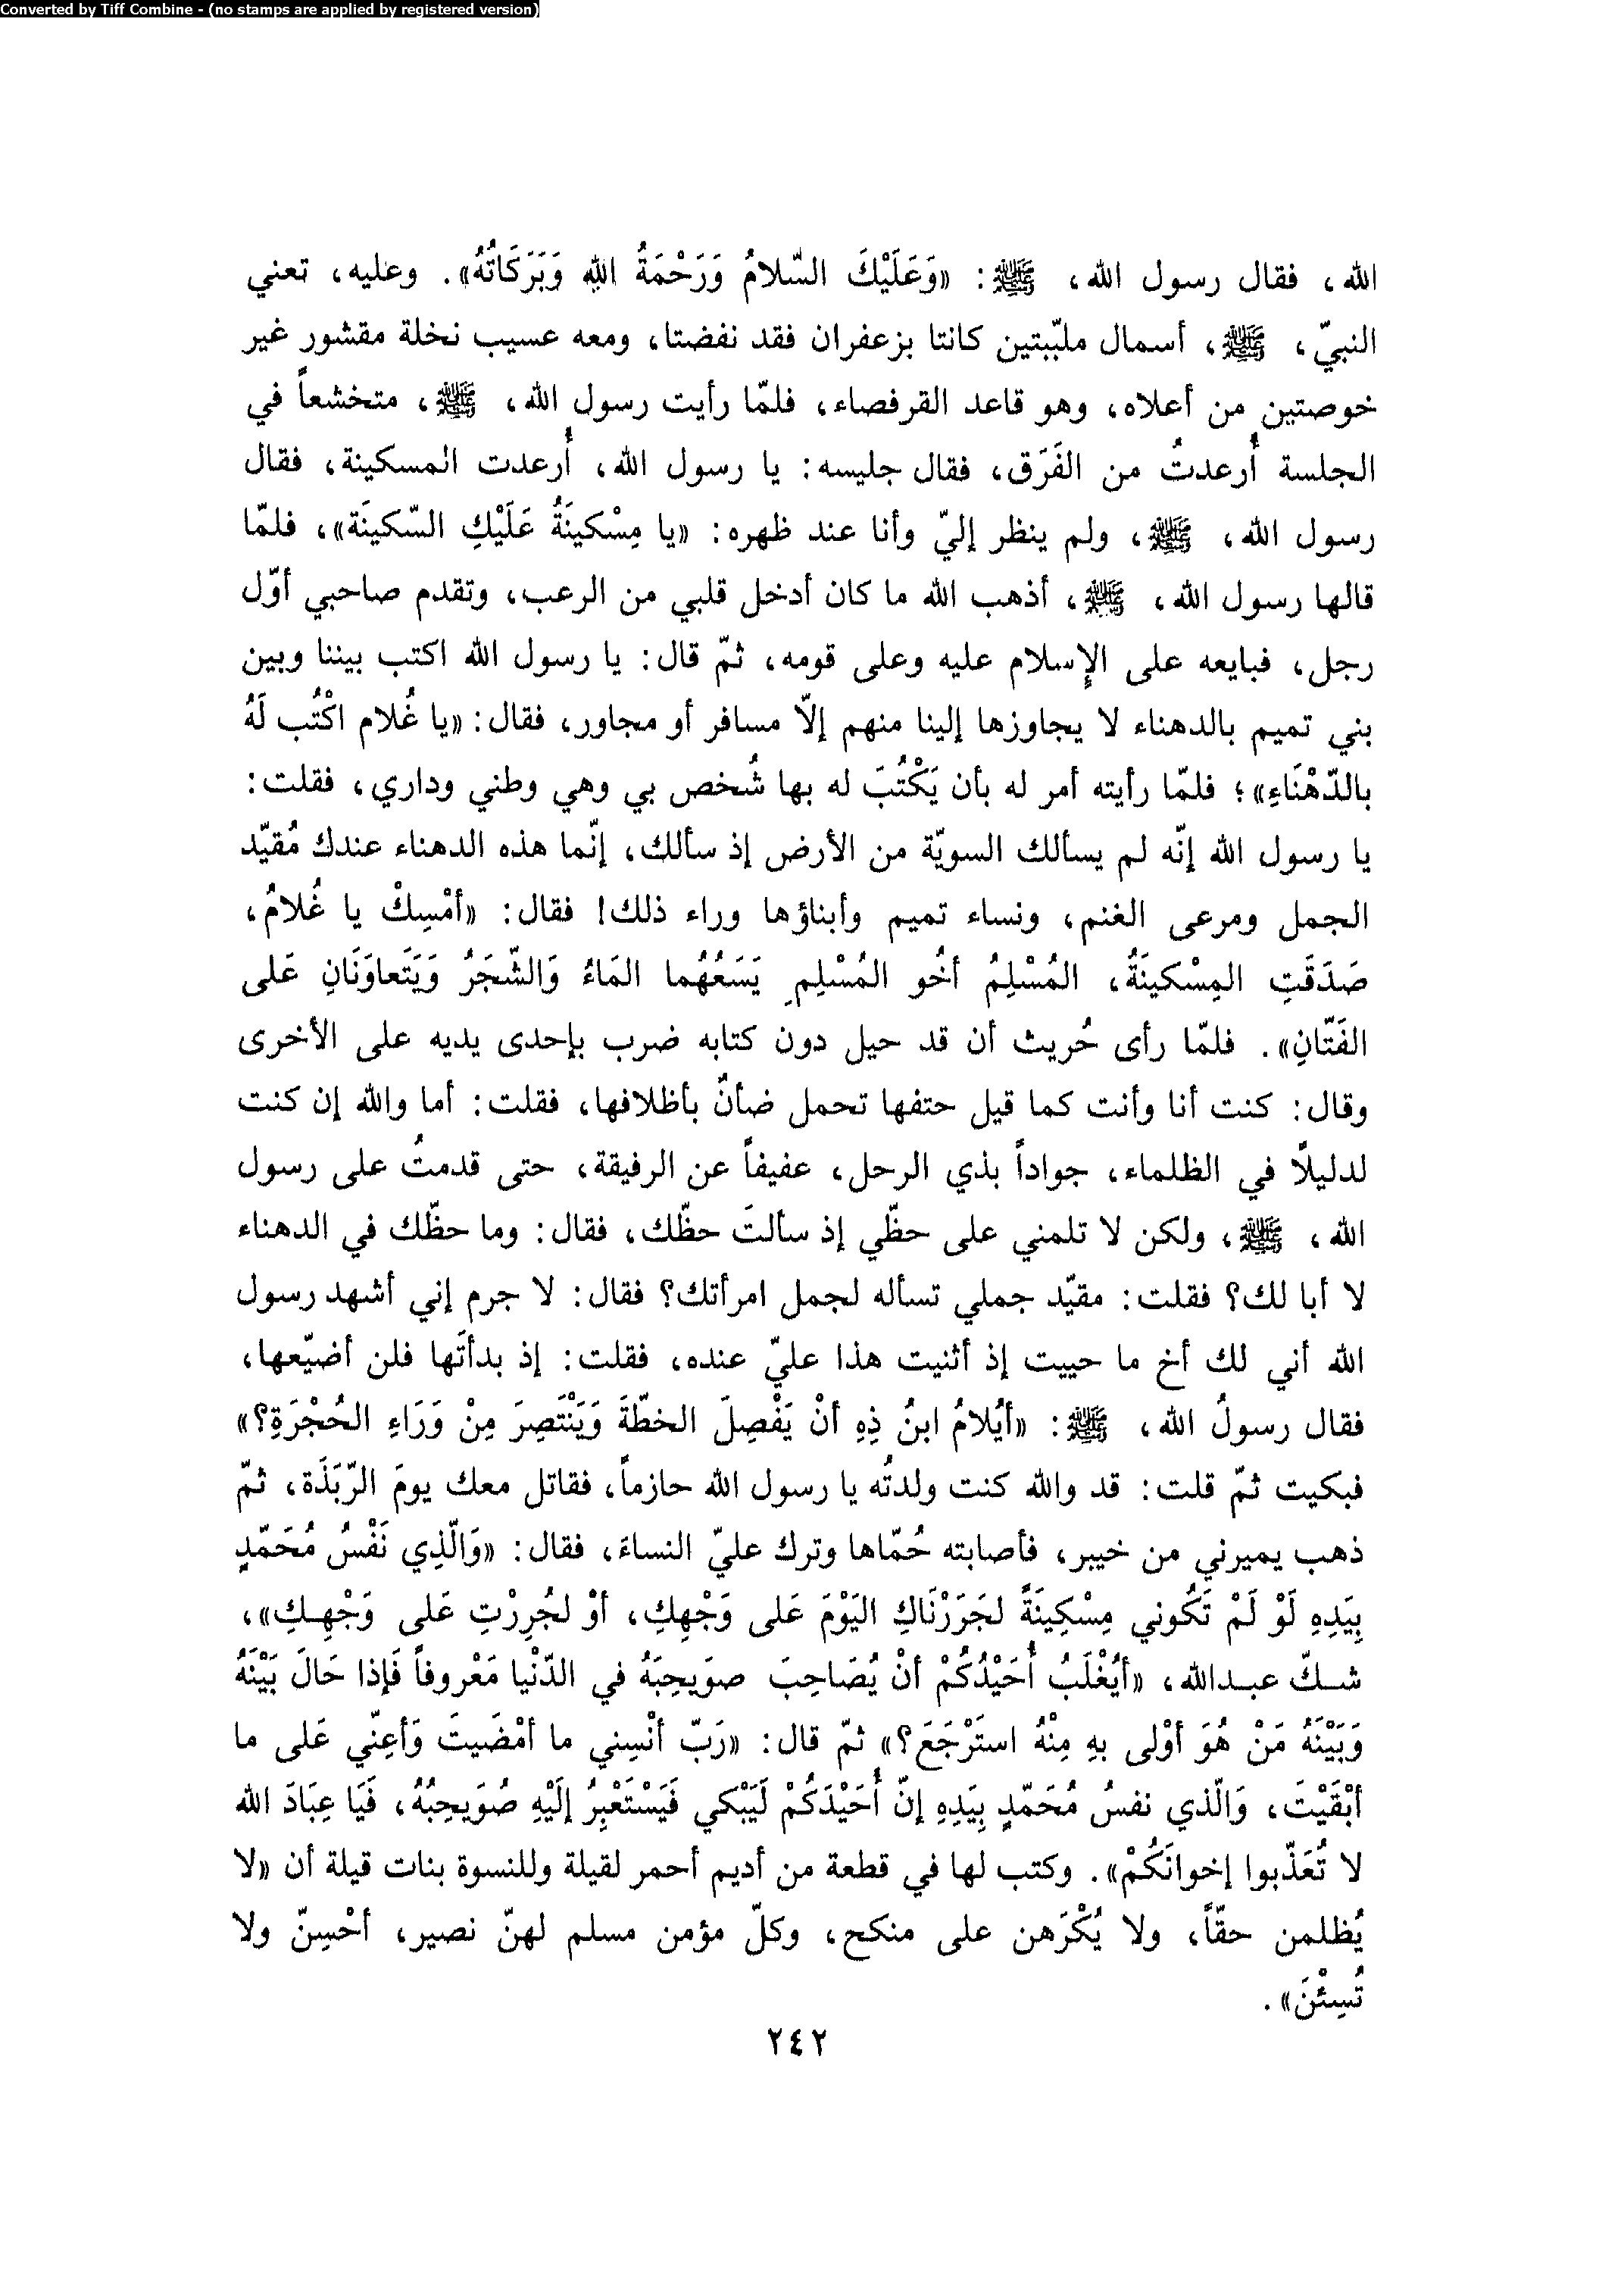 Converted by Tiff Combine - (no stamps are applied by registered version)
الله، فقال رسول الله، ﷺ: «وَعَلَيْكَ السّلامُ وَرَحْمَةُ اللهِ وَبَرَكَاتُهُ». وعليه، تعني
النبيّ، ﷺ، أسمال ملبّبتين كانتا بزعفران فقد نفضتا، ومعه عسيب نخلة مقشور غير
خوصتين من أعلاه، وهو قاعد القرفصاء، فلمّا رأيت رسول الله، ﷺ، متخشعاً في
الجلسة أُرعدتُ من الفَرَق، فقال جليسه: يا رسول الله، أُرعدت المسكينة، فقال
رسول الله، ﷺ، ولم ينظر إليّ وأنا عند ظهره: «يا مِسْكينَةُ عَلَيْكِ السّكينَة»، فلمّا
قالها رسول الله، ﷺ، أذهب الله ما كان أدخل قلبي من الرعب، وتقدم صاحبي أوّل
رجل، فبايعه على الإسلام عليه وعلى قومه، ثمّ قال: يا رسول الله اكتب بيننا وبين
بني تميم بالدهناء لا يجاوزها إلينا منهم إلاّ مسافر أو مجاور، فقال: «يا غُلام اكْتُب لَهُ
بالدّهْنَاءِ»؛ فلمّا رأيته أمر له بأن يَكْتُبَ له بها شُخص بي وهي وطني وداري، فقلت:
يا رسول الله إنّه لم يسألك السويّة من الأرض إذ سألك، إنّما هذه الدهناء عندك مُقيّد
الجمل ومرعى الغنم، ونساء تميم وأبناؤها وراء ذلك! فقال: «أمْسِكْ يا غُلامُ،
صَدَقَتِ المِسْكينَةُ، المُسْلِمُ أخُو المُسْلِمِ يَسَعُهُما المَاءُ وَالشّجَرُ وَيَتَعاوَنَانِ عَلى
الفَتّانِ». فلمّا رأى حُريث أن قد حيل دون كتابه ضرب بإحدى يديه على الأخرى
وقال: كنت أنا وأنت كما قيل حتفها تحمل ضأنٌ بأظلافها، فقلت: أما والله إن كنت
لدليلاً في الظلماء، جواداً بذي الرحل، عفيفاً عن الرفيقة، حتى قدمتُ على رسول
الله، ﷺ، ولكن لا تلمني على حظّي إذ سألتَ حظّك، فقال: وما حظّك في الدهناء
لا أبا لك؟ فقلت: مقيّد جملي تسأله لجمل امرأتك؟ فقال: لا جرم إني أشهد رسول
الله أني لك أخ ما حييت إذ أثنيت هذا عليّ عنده، فقلت: إذ بدأتَها فلن أضيّعها،
فقال رسولُ الله، ﷺ: «أيُلامُ ابنُ ذِهِ أنْ يَفْصِلَ الخطّةَ وَيَنْتَصِرَ مِنْ وَرَاءِ الحُجْرَةِ؟»
فبكيت ثمّ قلت: قد والله كنت ولدتُه يا رسول الله حازماً، فقاتل معك يومَ الرّبَذَة، ثمّ
ذهب يميرني من خيبر، فأصابته حُمّاها وترك عليّ النساءَ، فقال: «وَالّذِي نَفْسُ مُحَمّدٍ
بِيَدِهِ لَوْ لَمْ تَكُوني مِسْكِينَةً لجَرَرْنَاكِ اليَوْمَ عَلى وَجْهِكِ، أوْ لجُرِرْتِ عَلى وَجْهِكِ»،
شكّ عبدالله، «أيُغْلَبُ أُحَيْدُكُمْ أنْ يُصَاحِبَ صوَيحِبَهُ في الدّنْيا مَعْروفاً فَإذا حَالَ بَيْنَهُ
وَبَيْنَهُ مَنْ هُوَ أوْلى بهِ مِنْهُ استَرْجَعَ؟» ثمّ قال: «رَبّ أنْسِني ما أمْضَيتَ وَأعِنّي عَلى ما
أبْقَيْتَ، وَالّذي نفسُ مُحَمّدٍ بِيَدِهِ إنّ أُحَيْدَكُمْ لَيَبْكي فَيَسْتَعْبِرُ إلَيْهِ صُوَيحِبُهُ، فَيَا عِبَادَ الله
لا تُعَذّبوا إخوانَكُمْ». وكتب لها في قطعة من أديم أحمر لقيلة وللنسوة بنات قيلة أن «لا
يُظلمن حقّاً، ولا يُكْرَهن على منكح، وكلّ مؤمن مسلم لهنّ نصير، أحْسِنّ ولا
تُسِئْنَ».
٢٤٢